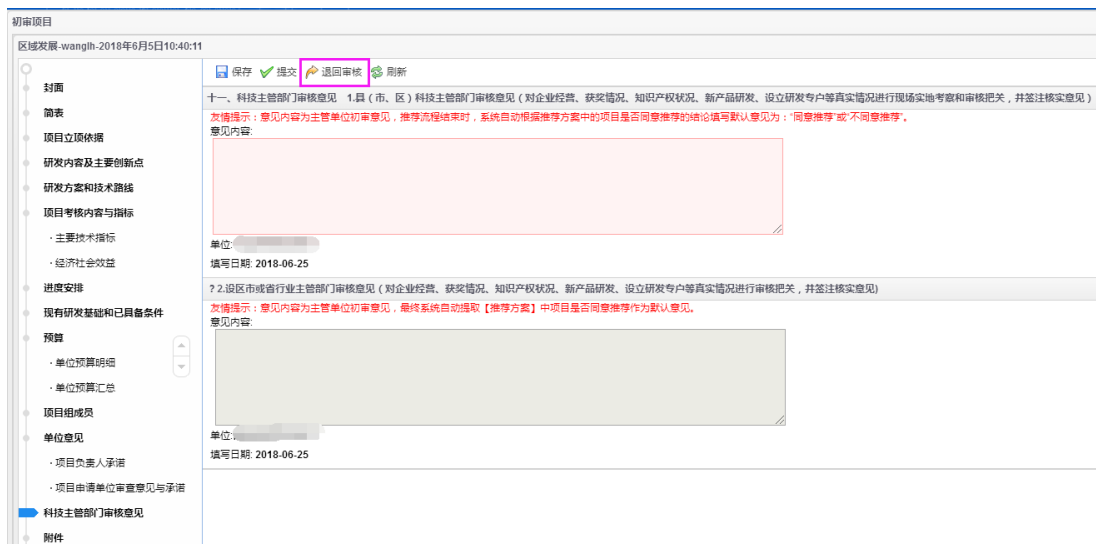 初审项目
区域发展-wanglh-2018年6月5日10:40:11
保存 提交 退回审核 刷新
封面
简表
项目立项依据
研发内容及主要创新点
研发方案和技术路线
项目考核内容与指标
·主要技术指标
·经济社会效益
进度安排
现有研发基础和已具备条件
预算
·单位预算明细
·单位预算汇总
项目组成员
单位意见
·项目负责人承诺
·项目申请单位审查意见与承诺
科技主管部门审核意见
附件
十一、科技主管部门审核意见 1.县（市、区）科技主管部门审核意见（对企业经营、获奖情况、知识产权状况、新产品研发、设立研发专户等真实情况进行现场实地考察和审核把关，并签注核实意见）
友情提示：意见内容为主管单位初审意见，推荐流程结束时，系统自动根据推荐方案中的项目是否同意推荐的结论填写默认意见为：“同意推荐”或“不同意推荐”。
意见内容:
单位:
填写日期: 2018-06-25
? 2.设区市或省行业主管部门审核意见（对企业经营、获奖情况、知识产权状况、新产品研发、设立研发专户等真实情况进行审核把关，并签注核实意见)
友情提示：意见内容为主管单位初审意见，最终系统自动提取【推荐方案】中项目是否同意推荐作为默认意见。
意见内容:
单位:
填写日期: 2018-06-25